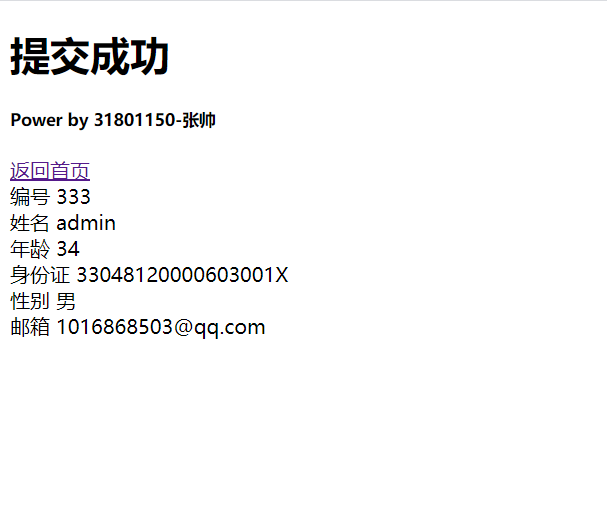 提交成功
Power by 31801150-张帅
返回首页
编号 333
姓名 admin
年龄 34
身份证 33048120000603001X
性别 男
邮箱 1016868503@qq.com